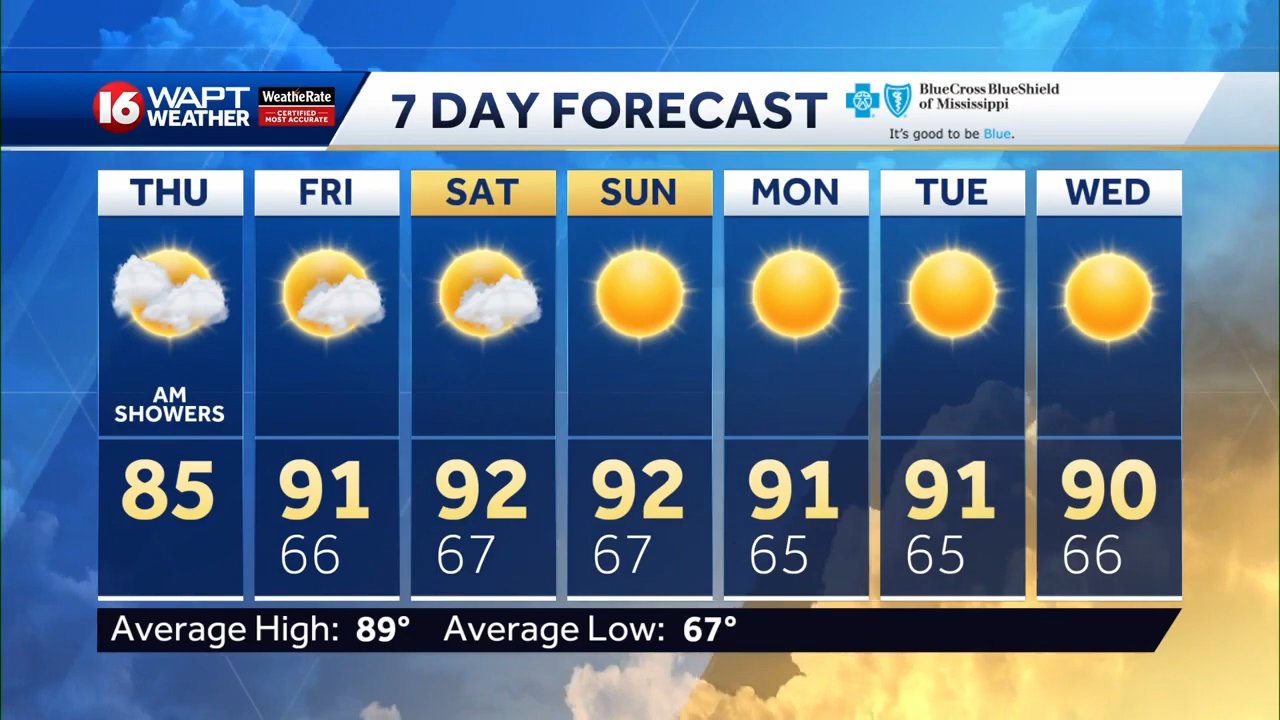 16 WAPT WEATHER
WeatheRate
CERTIFIED
MOST ACCURATE
7 DAY FORECAST
BlueCross BlueShield
of Mississippi
It's good to be Blue.
THU FRI SAT SUN MON TUE WED
AM
SHOWERS
85 91 92 92 91 91 90
66 67 67 65 65 66
Average High: 89° Average Low: 67°